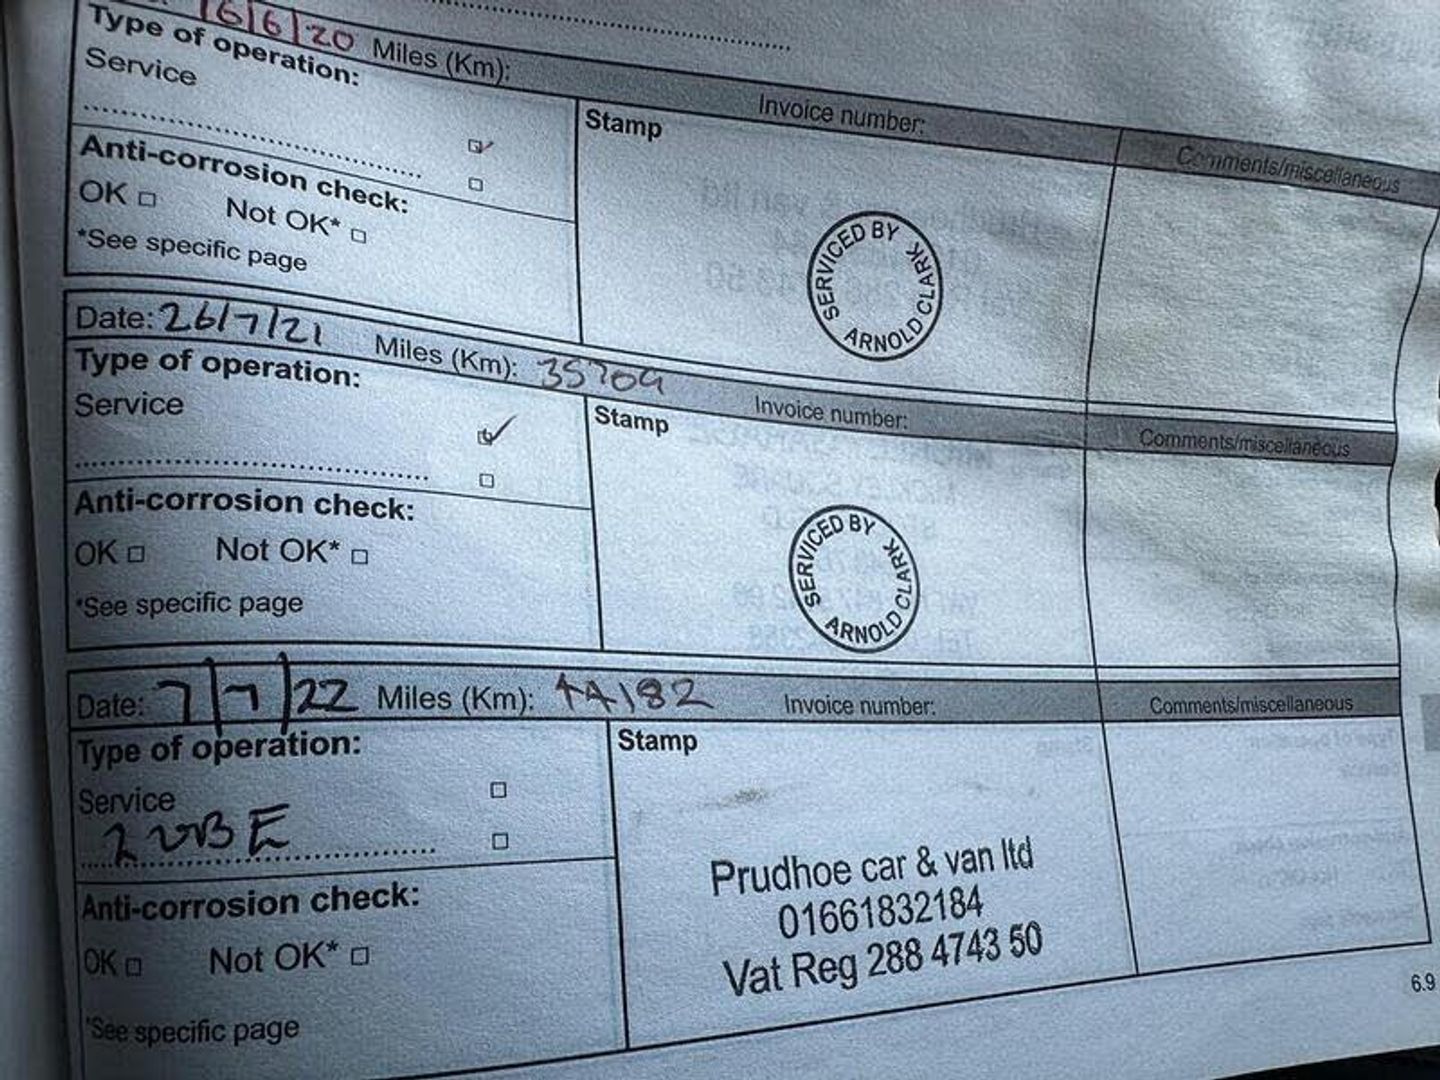 16/6/20 Miles (Km):
Invoice number:
Comments/miscellaneous
Type of operation:
Service
Stamp
Anti-corrosion check:
OK Not OK*
*See specific page
SERVICED BY ARNOLD CLARK
Date: 26/7/21 Miles (Km): 35709
Invoice number:
Comments/miscellaneous
Type of operation:
Service
Stamp
Anti-corrosion check:
OK Not OK*
*See specific page
SERVICED BY ARNOLD CLARK
Date: 7/7/22 Miles (Km): 44182
Invoice number:
Comments/miscellaneous
Type of operation:
Service
Stamp
Anti-corrosion check:
OK Not OK*
*See specific page
Prudhoe car & van ltd
01661832184
Vat Reg 288 4743 50
6.9